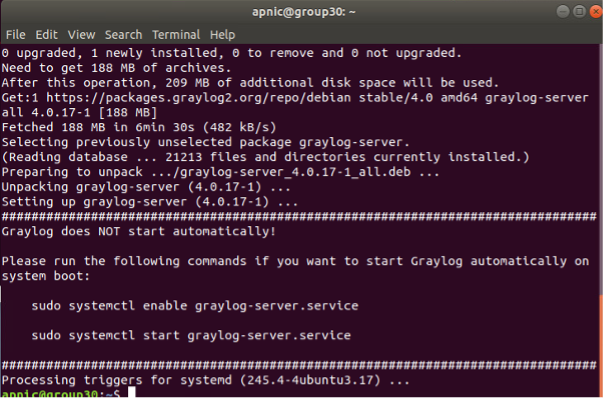 apnic@group30: ~
File Edit View Search Terminal Help
0 upgraded, 1 newly installed, 0 to remove and 0 not upgraded.
Need to get 188 MB of archives.
After this operation, 209 MB of additional disk space will be used.
Get:1 https://packages.graylog2.org/repo/debian stable/4.0 amd64 graylog-server
all 4.0.17-1 [188 MB]
Fetched 188 MB in 6min 30s (482 kB/s)
Selecting previously unselected package graylog-server.
(Reading database ... 21213 files and directories currently installed.)
Preparing to unpack .../graylog-server_4.0.17-1_all.deb ...
Unpacking graylog-server (4.0.17-1) ...
Setting up graylog-server (4.0.17-1) ...
################################################################################
Graylog does NOT start automatically!
Please run the following commands if you want to start Graylog automatically on
system boot:
sudo systemctl enable graylog-server.service
sudo systemctl start graylog-server.service
################################################################################
Processing triggers for systemd (245.4-4ubuntu3.17) ...
apnic@group30:~$